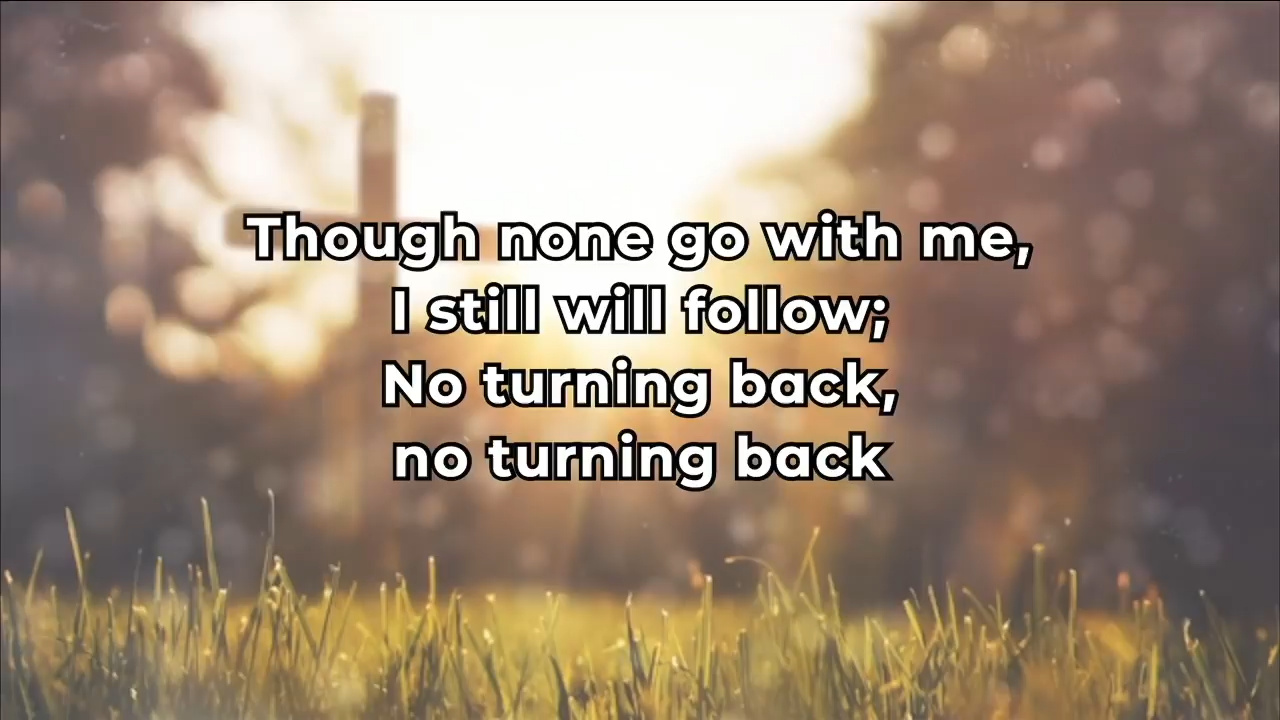 Though none go with me,
I still will follow;
No turning back,
no turning back